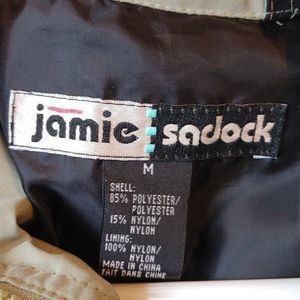 jamie sadock
M
SHELL:
85% POLYESTER/
POLYESTER
15% NYLON/
NYLON
LINING:
100% NYLON/
NYLON
MADE IN CHINA
FAIT DANS CHINE